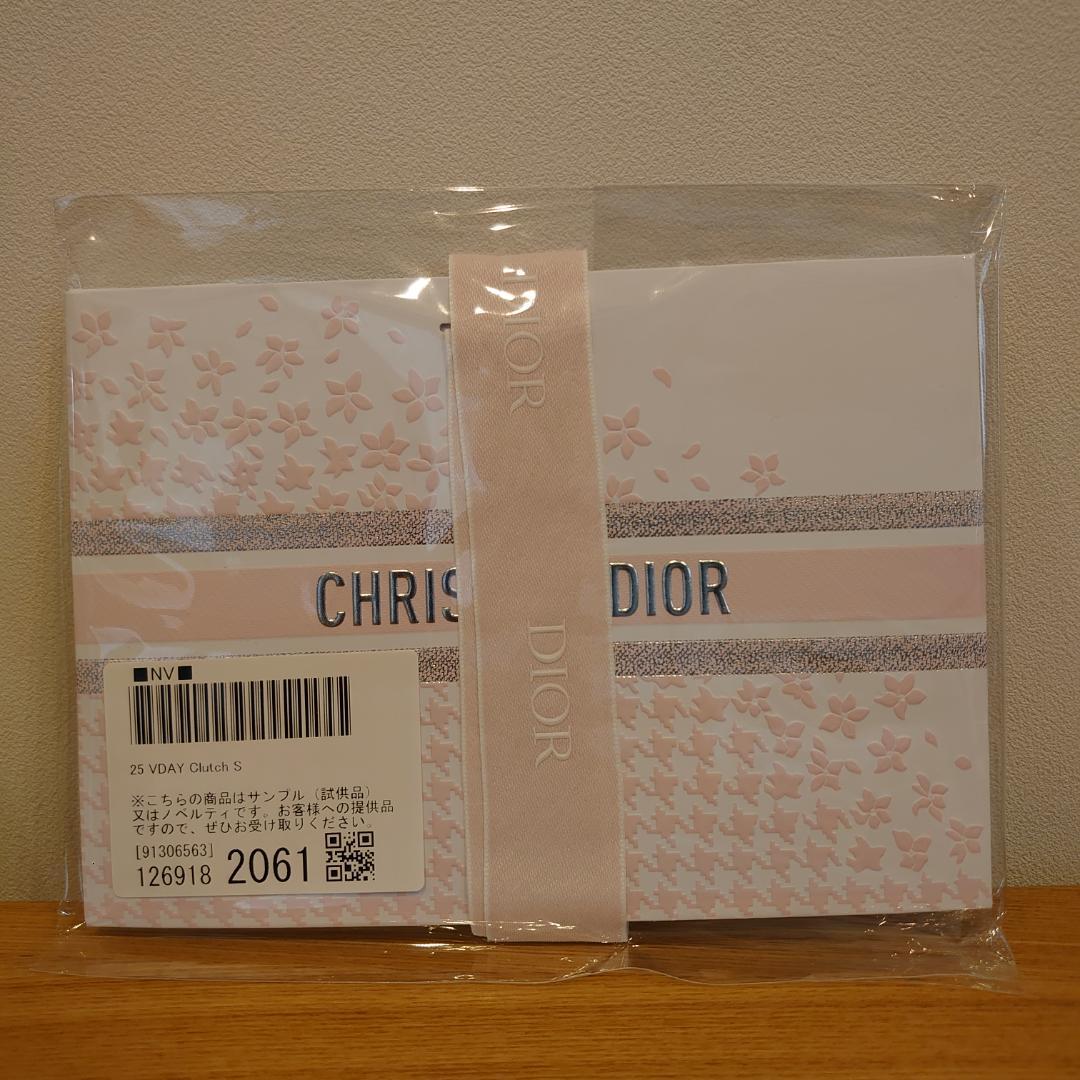 DIOR
CHRIS DIOR
DIOR
■NV■
25 VDAY Clutch S
※こちらの商品はサンプル（試供品）
又はノベルティです。お客様への提供品
ですので、ぜひお受け取りください。
[91306563]
126918 2061